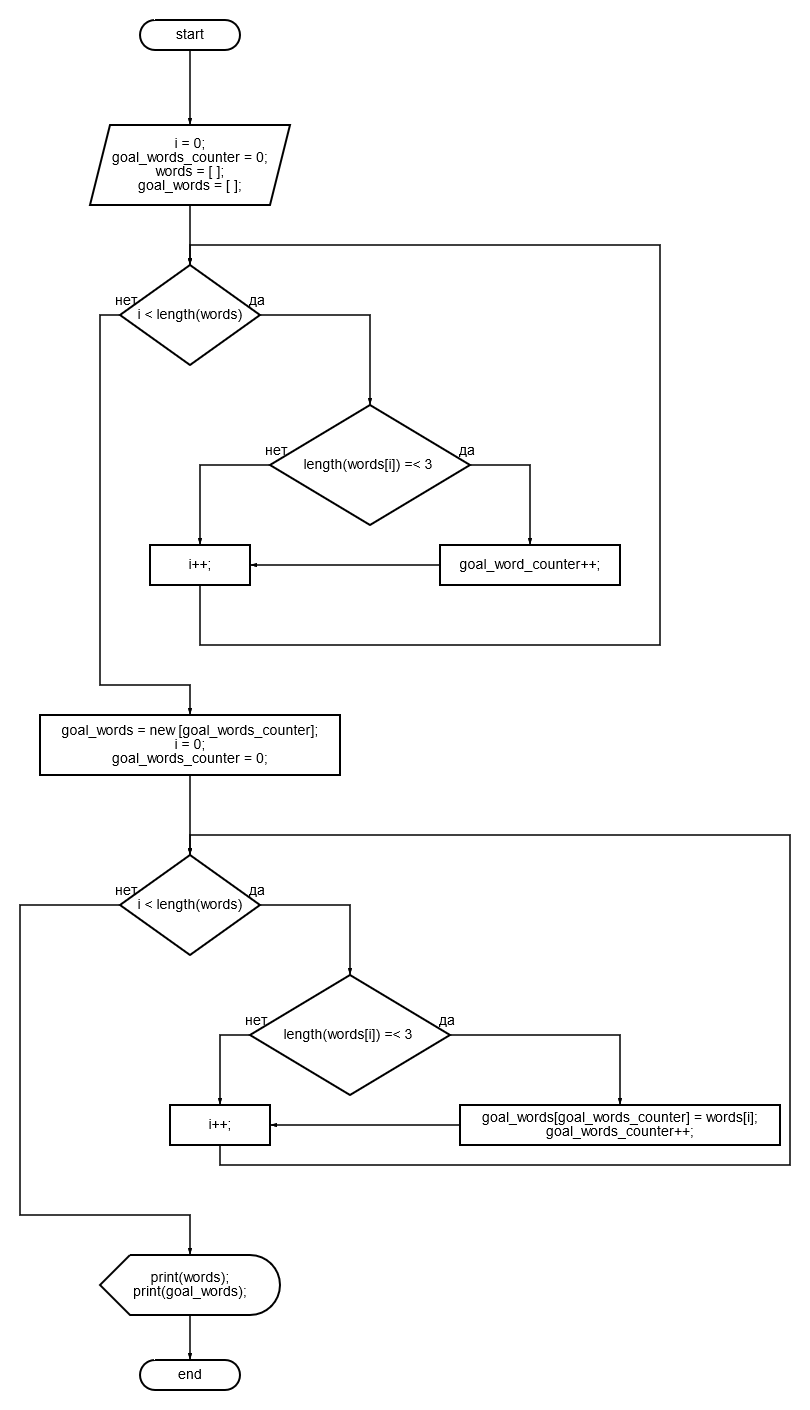 start
i = 0;
goal_words_counter = 0;
words = [ ];
goal_words = [ ];
нет
да
i < length(words)
нет
да
length(words[i]) =< 3
i++;
goal_word_counter++;
goal_words = new [goal_words_counter];
i = 0;
goal_words_counter = 0;
нет
да
i < length(words)
нет
да
length(words[i]) =< 3
i++;
goal_words[goal_words_counter] = words[i];
goal_words_counter++;
print(words);
print(goal_words);
end